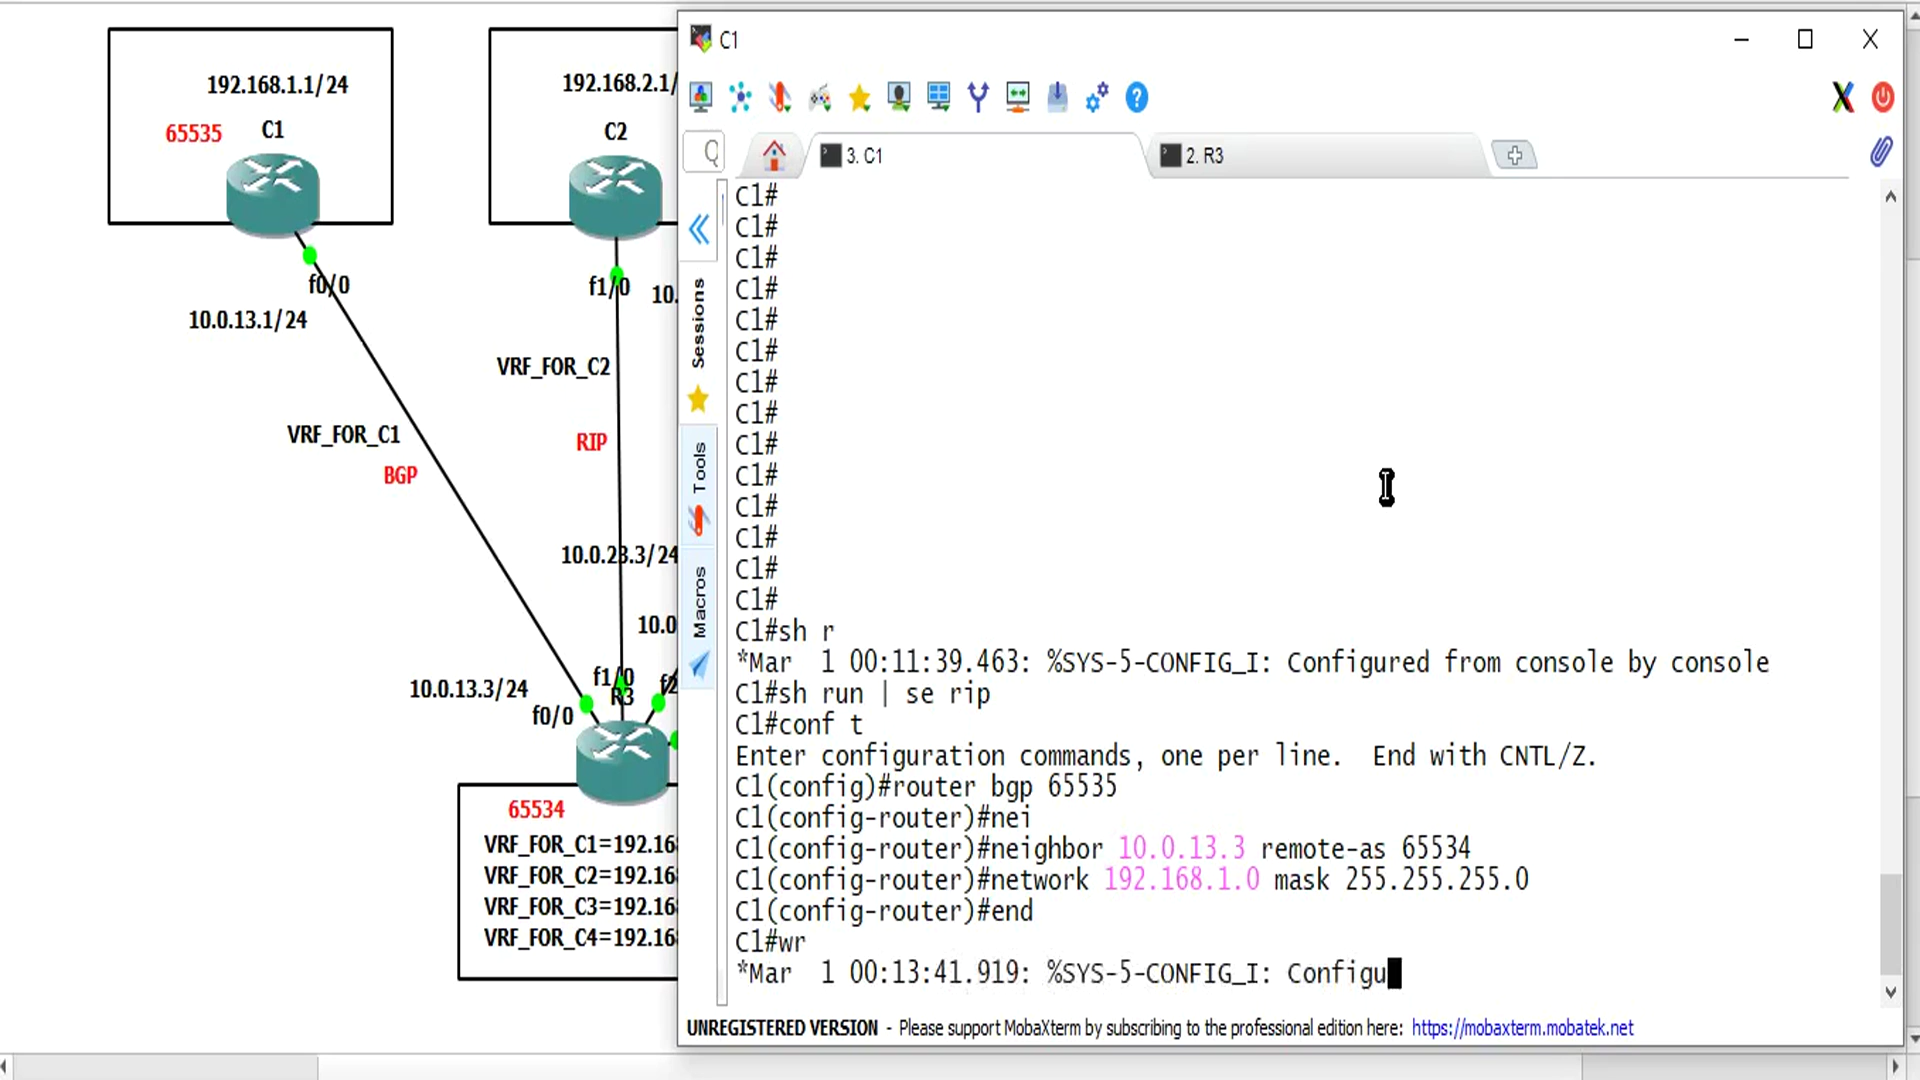 192.168.1.1/24
65535
C1
f0/0
10.0.13.1/24
VRF_FOR_C1
BGP
10.0.13.3/24
f0/0
192.168.2.1/
C2
f1/0
10.
VRF_FOR_C2
RIP
10.0.23.3/24
10.0
f1/0
R3
65534
VRF_FOR_C1=192.16
VRF_FOR_C2=192.16
VRF_FOR_C3=192.16
VRF_FOR_C4=192.16
C1
3. C1
2. R3
Sessions
Tools
Macros
C1#
C1#
C1#
C1#
C1#
C1#
C1#
C1#
C1#
C1#
C1#
C1#
C1#
C1#
C1#sh r
*Mar  1 00:11:39.463: %SYS-5-CONFIG_I: Configured from console by console
C1#sh run | se rip
C1#conf t
Enter configuration commands, one per line.  End with CNTL/Z.
C1(config)#router bgp 65535
C1(config-router)#nei
C1(config-router)#neighbor 10.0.13.3 remote-as 65534
C1(config-router)#network 192.168.1.0 mask 255.255.255.0
C1(config-router)#end
C1#wr
*Mar  1 00:13:41.919: %SYS-5-CONFIG_I: Configu
UNREGISTERED VERSION - Please support MobaXterm by subscribing to the professional edition here: https://mobaxterm.mobatek.net